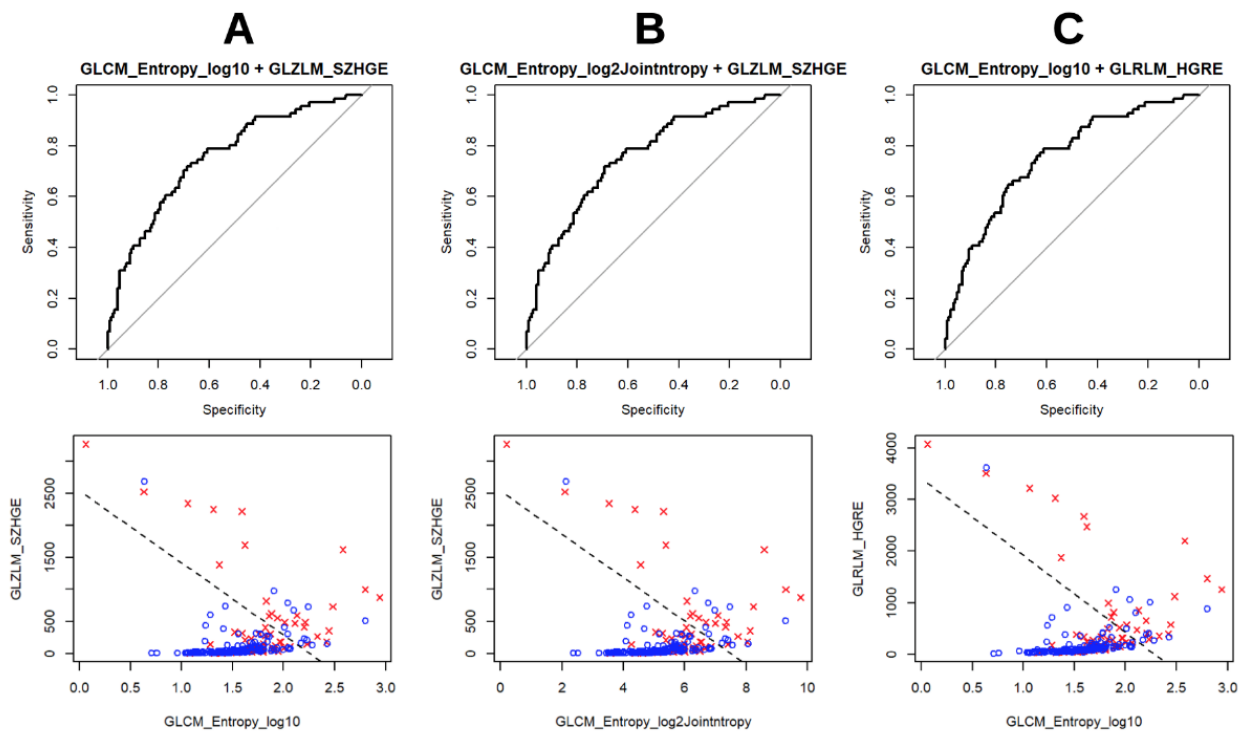 A
B
C
GLCM_Entropy_log10 + GLZLM_SZHGE
GLCM_Entropy_log2Jointntropy + GLZLM_SZHGE
GLCM_Entropy_log10 + GLRLM_HGRE
Sensitivity
0.0 0.2 0.4 0.6 0.8 1.0
1.0 0.8 0.6 0.4 0.2 0.0
Specificity
Sensitivity
0.0 0.2 0.4 0.6 0.8 1.0
1.0 0.8 0.6 0.4 0.2 0.0
Specificity
Sensitivity
0.0 0.2 0.4 0.6 0.8 1.0
1.0 0.8 0.6 0.4 0.2 0.0
Specificity
GLZLM_SZHGE
0 500 1500 2500
0.0 0.5 1.0 1.5 2.0 2.5 3.0
GLCM_Entropy_log10
GLZLM_SZHGE
0 500 1500 2500
0 2 4 6 8 10
GLCM_Entropy_log2Jointntropy
GLRLM_HGRE
0 1000 2000 3000 4000
0.0 0.5 1.0 1.5 2.0 2.5 3.0
GLCM_Entropy_log10